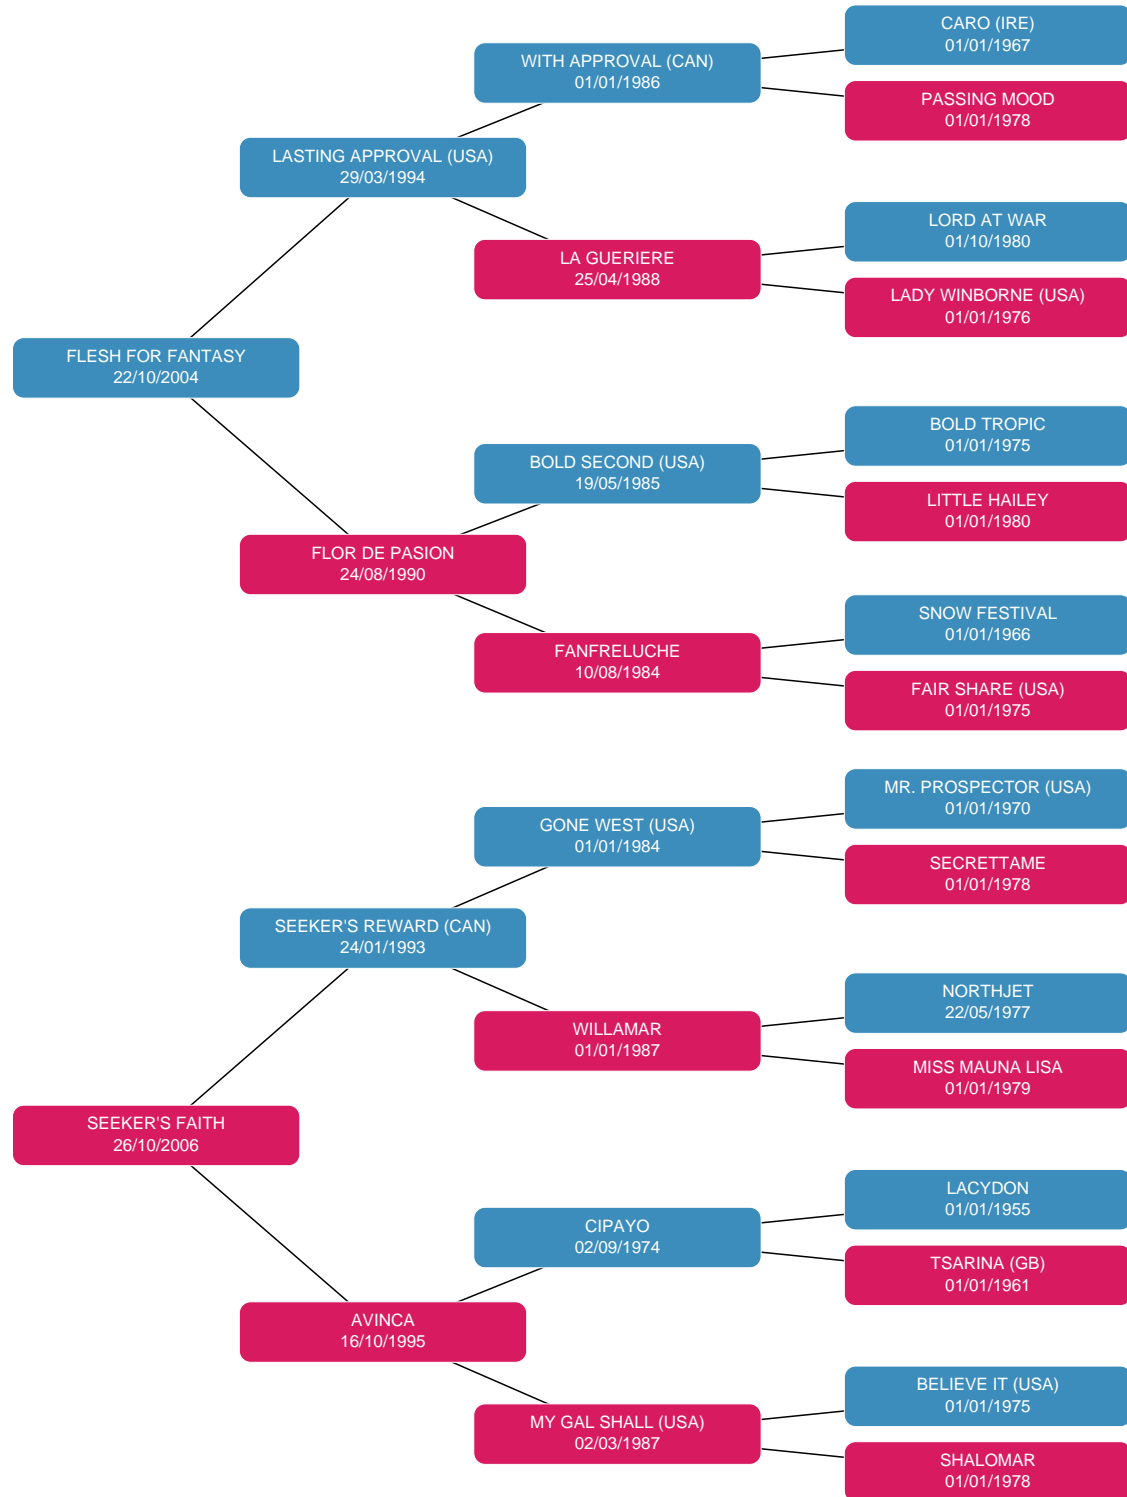 CARO (IRE)
01/01/1967
WITH APPROVAL (CAN)
01/01/1986
PASSING MOOD
01/01/1978
LASTING APPROVAL (USA)
29/03/1994
LORD AT WAR
01/10/1980
LA GUERIERE
25/04/1988
LADY WINBORNE (USA)
01/01/1976
FLESH FOR FANTASY
22/10/2004
BOLD TROPIC
01/01/1975
BOLD SECOND (USA)
19/05/1985
LITTLE HAILEY
01/01/1980
FLOR DE PASION
24/08/1990
SNOW FESTIVAL
01/01/1966
FANFRELUCHE
10/08/1984
FAIR SHARE (USA)
01/01/1975
MR. PROSPECTOR (USA)
01/01/1970
GONE WEST (USA)
01/01/1984
SECRETTAME
01/01/1978
SEEKER'S REWARD (CAN)
24/01/1993
NORTHJET
22/05/1977
WILLAMAR
01/01/1987
MISS MAUNA LISA
01/01/1979
SEEKER'S FAITH
26/10/2006
LACYDON
01/01/1955
CIPAYO
02/09/1974
TSARINA (GB)
01/01/1961
AVINCA
16/10/1995
BELIEVE IT (USA)
01/01/1975
MY GAL SHALL (USA)
02/03/1987
SHALOMAR
01/01/1978